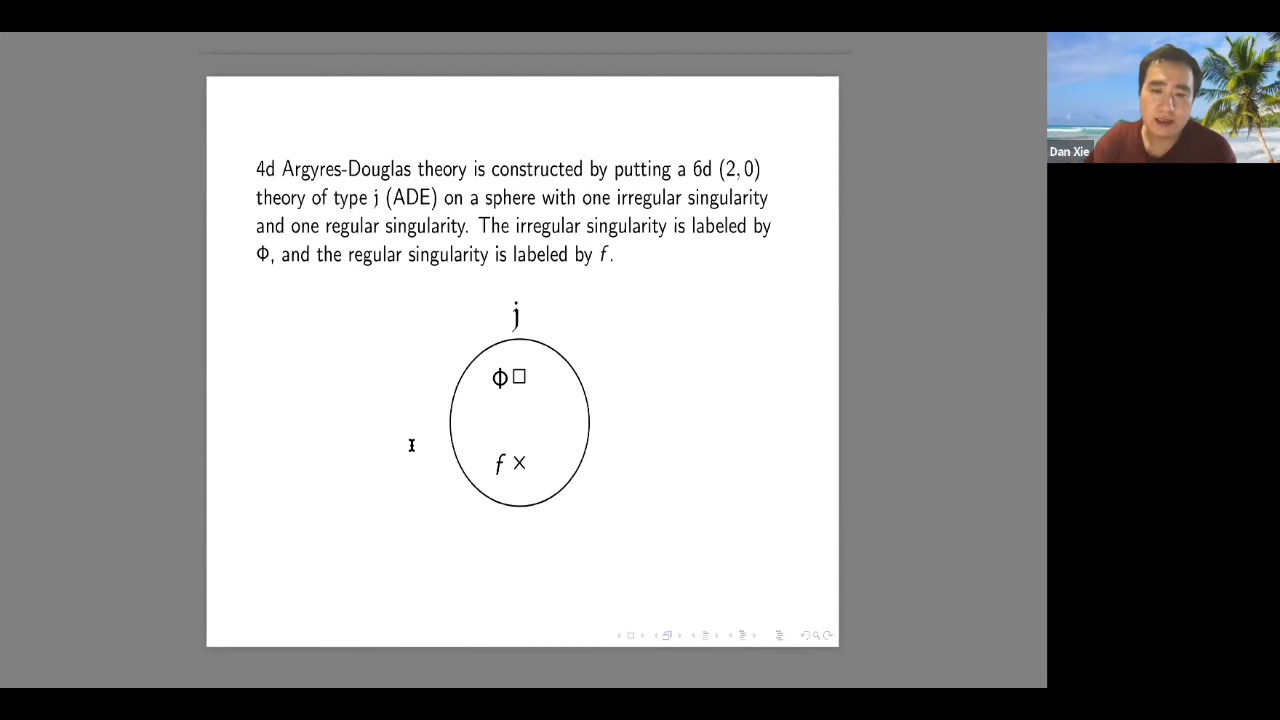 4d Argyres-Douglas theory is constructed by putting a 6d (2, 0)
theory of type j (ADE) on a sphere with one irregular singularity
and one regular singularity. The irregular singularity is labeled by
Φ, and the regular singularity is labeled by f.
j
Φ□
f ×
Dan Xie